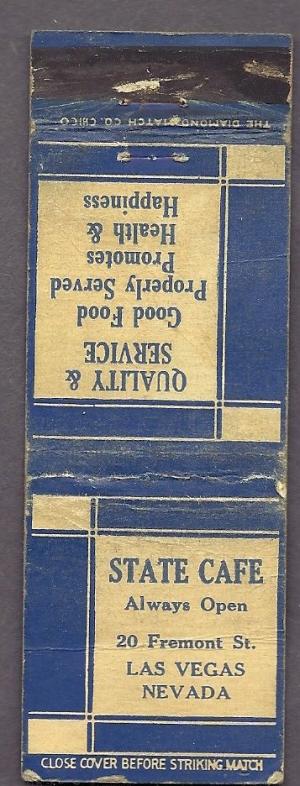 THE DIAMOND MATCH CO. CHICO
QUALITY &
SERVICE
Good Food
Properly Served
Promotes
Health &
Happiness
STATE CAFE
Always Open
20 Fremont St.
LAS VEGAS
NEVADA
CLOSE COVER BEFORE STRIKING MATCH